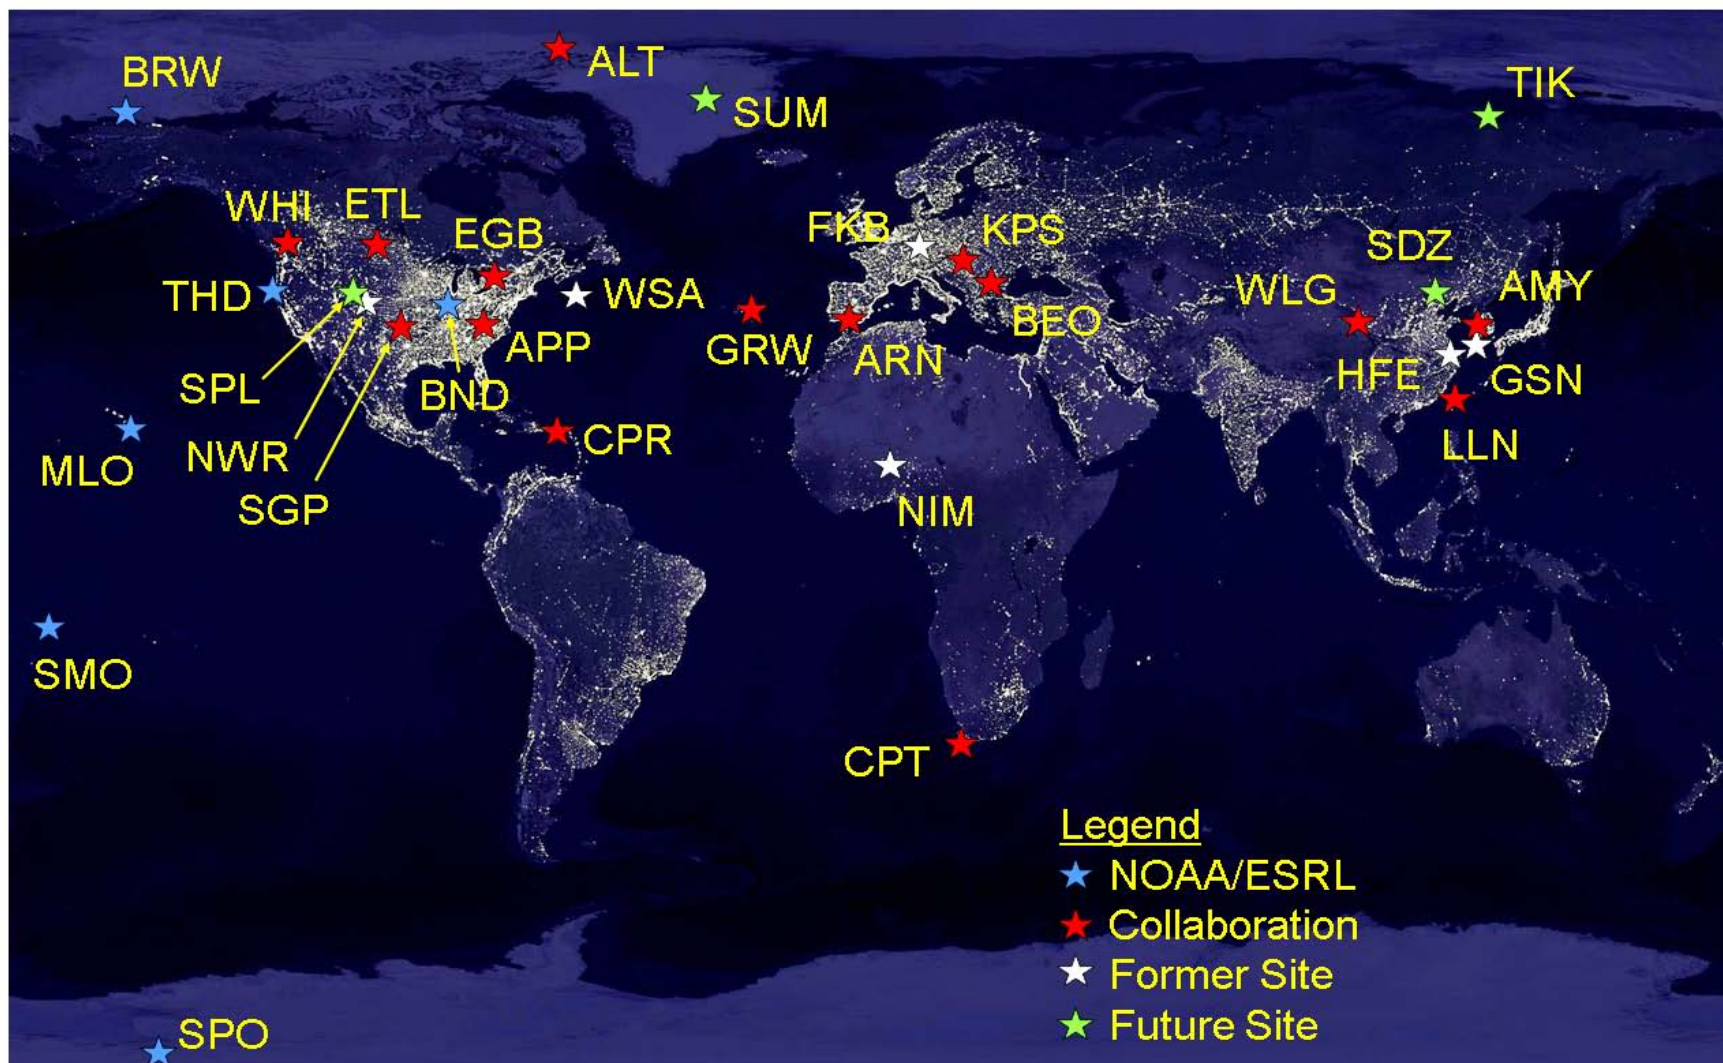 ALT
BRW
SUM
TIK
WHI
ETL
EGB
FKB
KPS
SDZ
THD
WSA
WLG
AMY
GRW
BEO
APP
ARN
SPL
BND
HFE
GSN
MLO
NWR
CPR
LLN
SGP
NIM
SMO
CPT
Legend
NOAA/ESRL
Collaboration
Former Site
Future Site
SPO